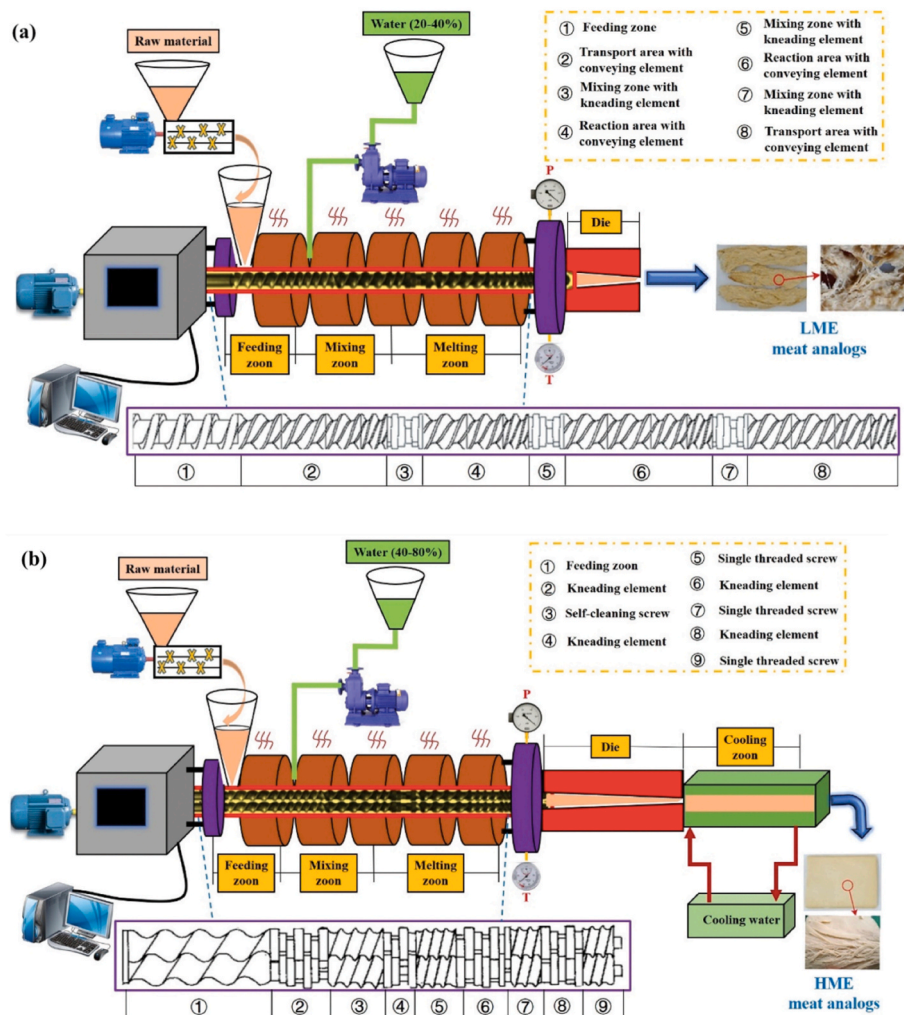 (a)
Raw material
Water (20-40%)
① Feeding zone
② Transport area with
conveying element
③ Mixing zone with
kneading element
④ Reaction area with
conveying element
⑤ Mixing zone with
kneading element
⑥ Reaction area with
conveying element
⑦ Mixing zone with
kneading element
⑧ Transport area with
conveying element
P
Die
T
Feeding
zoon
Mixing
zoon
Melting
zoon
LME
meat analogs
① ② ③ ④ ⑤ ⑥ ⑦ ⑧
(b)
Raw material
Water (40-80%)
① Feeding zoon
② Kneading element
③ Self-cleaning screw
④ Kneading element
⑤ Single threaded screw
⑥ Kneading element
⑦ Single threaded screw
⑧ Kneading element
⑨ Single threaded screw
P
Die
Cooling
zoon
T
Feeding
zoon
Mixing
zoon
Melting
zoon
Cooling water
HME
meat analogs
① ② ③ ④ ⑤ ⑥ ⑦ ⑧ ⑨